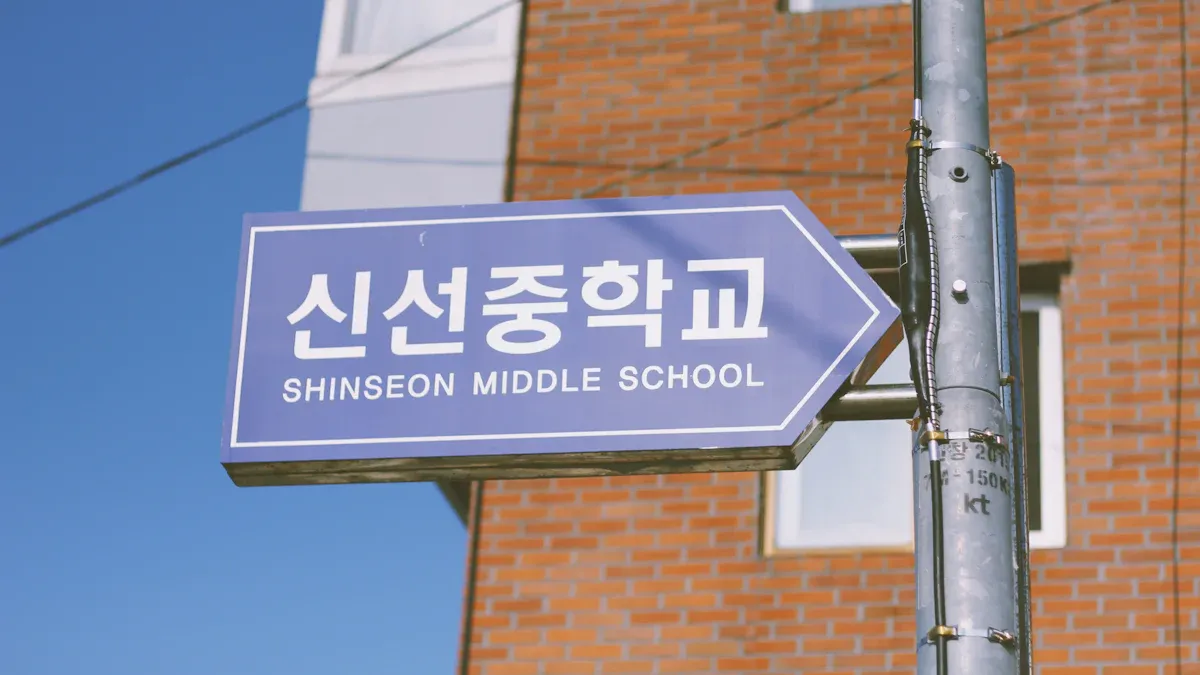 신선중학교
SHINSEON MIDDLE SCHOOL
kt